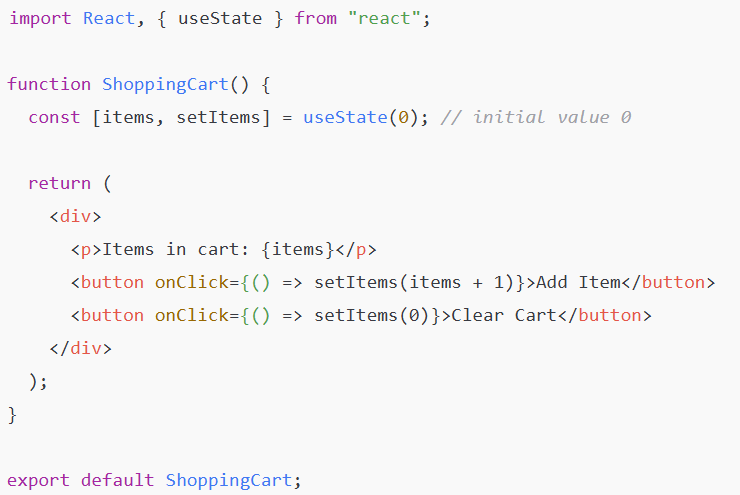 import React, { useState } from "react";

function ShoppingCart() {
  const [items, setItems] = useState(0); // initial value 0

  return (
    <div>
      <p>Items in cart: {items}</p>
      <button onClick={() => setItems(items + 1)}>Add Item</button>
      <button onClick={() => setItems(0)}>Clear Cart</button>
    </div>
  );
}

export default ShoppingCart;